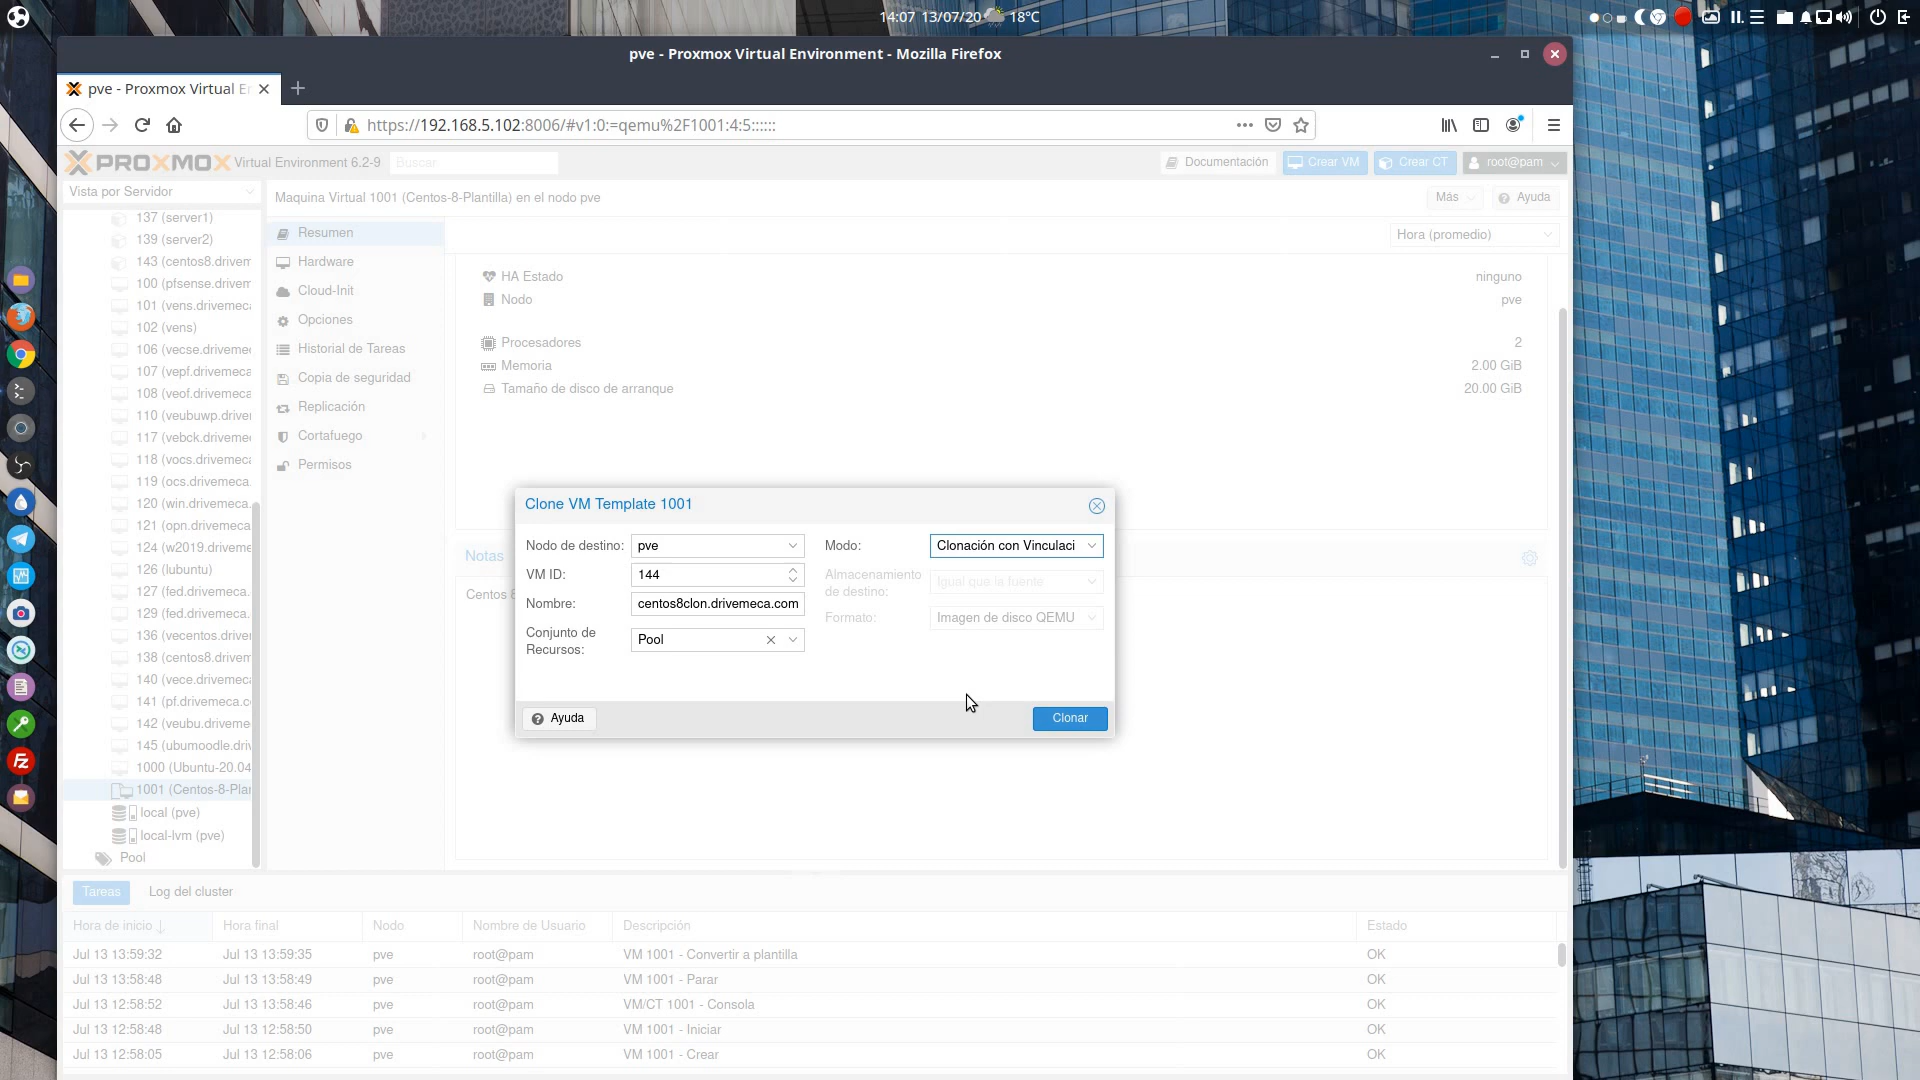 14:07 13/07/20 18°C
pve - Proxmox Virtual Environment - Mozilla Firefox
pve - Proxmox Virtual E
https://192.168.5.102:8006/#v1:0:=qemu%2F1001:4:5::::::
PROXMOX Virtual Environment 6.2-9 Buscar
Documentación Crear VM Crear CT root@pam
Vista por Servidor
Maquina Virtual 1001 (Centos-8-Plantilla) en el nodo pve
Más Ayuda
137 (server1)
139 (server2)
143 (centos8.drivem
100 (pfsense.drivem
101 (vens.drivemeca
102 (vens)
106 (vecse.drivemec
107 (vepf.drivemeca
108 (veof.drivemeca
110 (veubuwp.driver
117 (vebck.drivemec
118 (vocs.drivemeca
119 (ocs.drivemeca.
120 (win.drivemeca.
121 (opn.drivemeca
124 (w2019.driveme
126 (lubuntu)
127 (fed.drivemeca.
129 (fed.drivemeca.
136 (vecentos.driver
138 (centos8.drivem
140 (vece.drivemeca
141 (pf.drivemeca.c
142 (veubu.driveme
145 (ubumoodle.driv
1000 (Ubuntu-20.04
1001 (Centos-8-Plan
local (pve)
local-lvm (pve)
Pool
Resumen
Hardware
Cloud-Init
Opciones
Historial de Tareas
Copia de seguridad
Replicación
Cortafuego
Permisos
Hora (promedio)
HA Estado ninguno
Nodo pve
Procesadores 2
Memoria 2.00 GiB
Tamaño de disco de arranque 20.00 GiB
Notas
Centos 8
Clone VM Template 1001
Nodo de destino: pve
VM ID: 144
Nombre: centos8clon.drivemeca.com
Conjunto de Recursos: Pool
Modo: Clonación con Vinculaci
Almacenamiento de destino: Igual que la fuente
Formato: Imagen de disco QEMU
Ayuda Clonar
Tareas Log del cluster
Hora de inicio Hora final Nodo Nombre de Usuario Descripción Estado
Jul 13 13:59:32 Jul 13 13:59:35 pve root@pam VM 1001 - Convertir a plantilla OK
Jul 13 13:58:48 Jul 13 13:58:49 pve root@pam VM 1001 - Parar OK
Jul 13 12:58:52 Jul 13 13:58:46 pve root@pam VM/CT 1001 - Consola OK
Jul 13 12:58:48 Jul 13 12:58:50 pve root@pam VM 1001 - Iniciar OK
Jul 13 12:58:05 Jul 13 12:58:06 pve root@pam VM 1001 - Crear OK